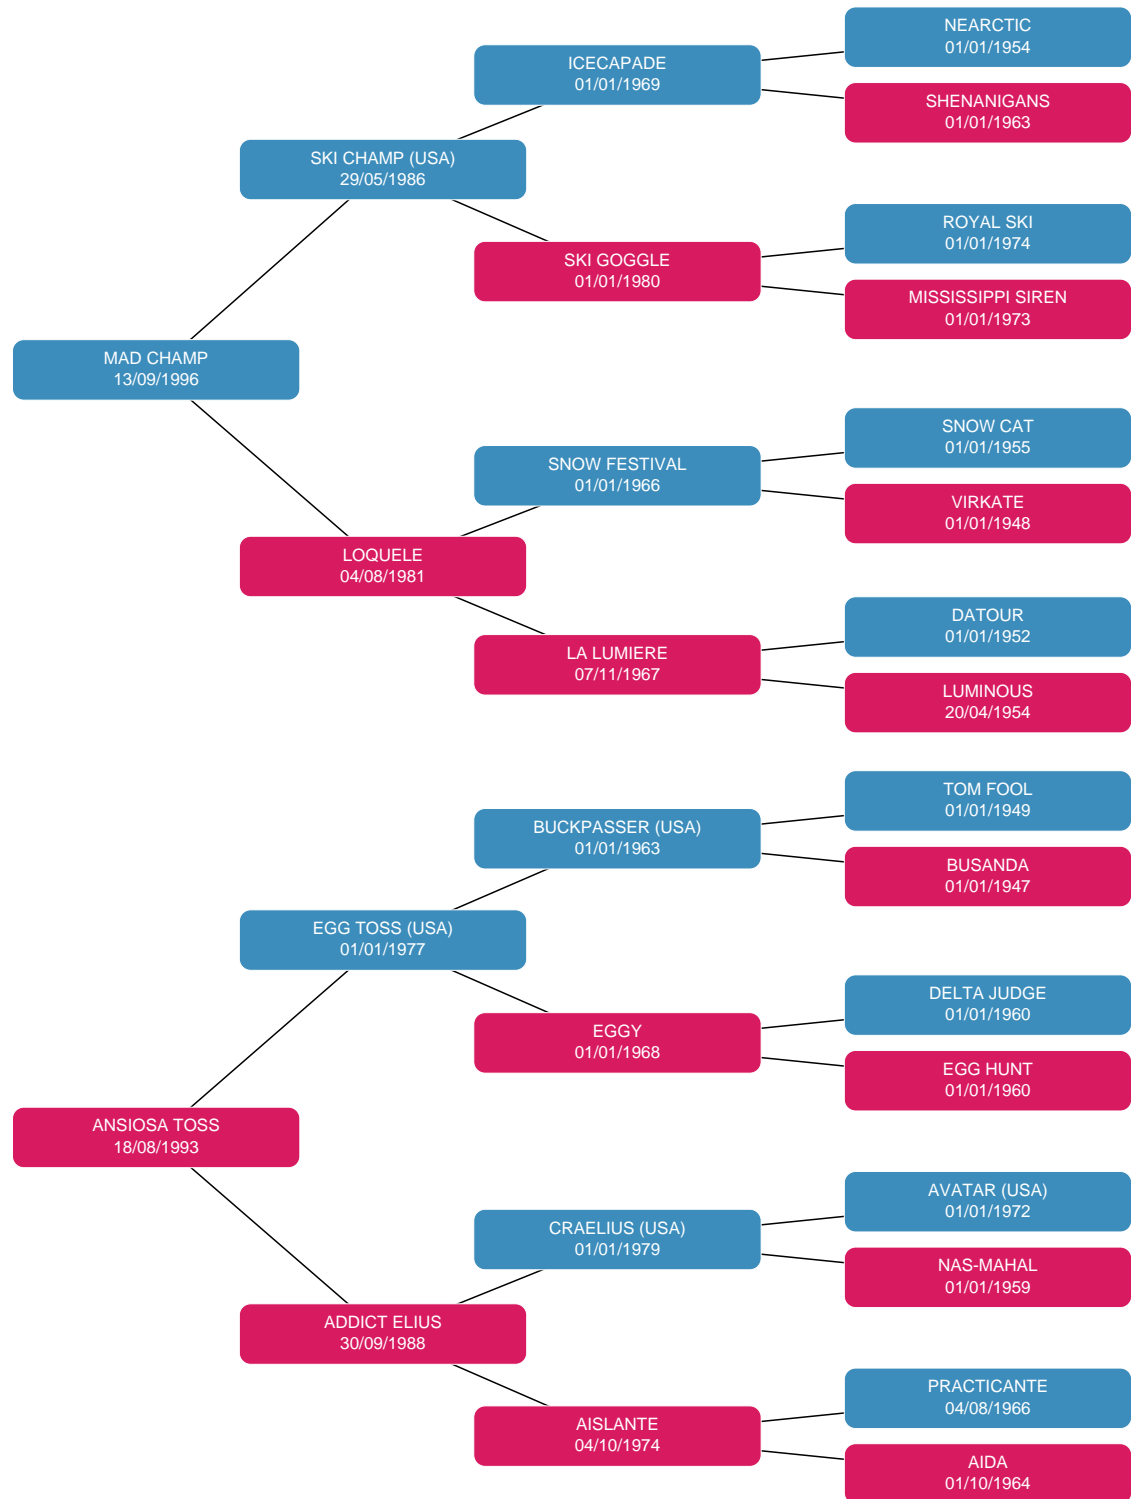 NEARCTIC
01/01/1954
ICECAPADE
01/01/1969
SHENANIGANS
01/01/1963
SKI CHAMP (USA)
29/05/1986
ROYAL SKI
01/01/1974
SKI GOGGLE
01/01/1980
MISSISSIPPI SIREN
01/01/1973
MAD CHAMP
13/09/1996
SNOW CAT
01/01/1955
SNOW FESTIVAL
01/01/1966
VIRKATE
01/01/1948
LOQUELE
04/08/1981
DATOUR
01/01/1952
LA LUMIERE
07/11/1967
LUMINOUS
20/04/1954
TOM FOOL
01/01/1949
BUCKPASSER (USA)
01/01/1963
BUSANDA
01/01/1947
EGG TOSS (USA)
01/01/1977
DELTA JUDGE
01/01/1960
EGGY
01/01/1968
EGG HUNT
01/01/1960
ANSIOSA TOSS
18/08/1993
AVATAR (USA)
01/01/1972
CRAELIUS (USA)
01/01/1979
NAS-MAHAL
01/01/1959
ADDICT ELIUS
30/09/1988
PRACTICANTE
04/08/1966
AISLANTE
04/10/1974
AIDA
01/10/1964